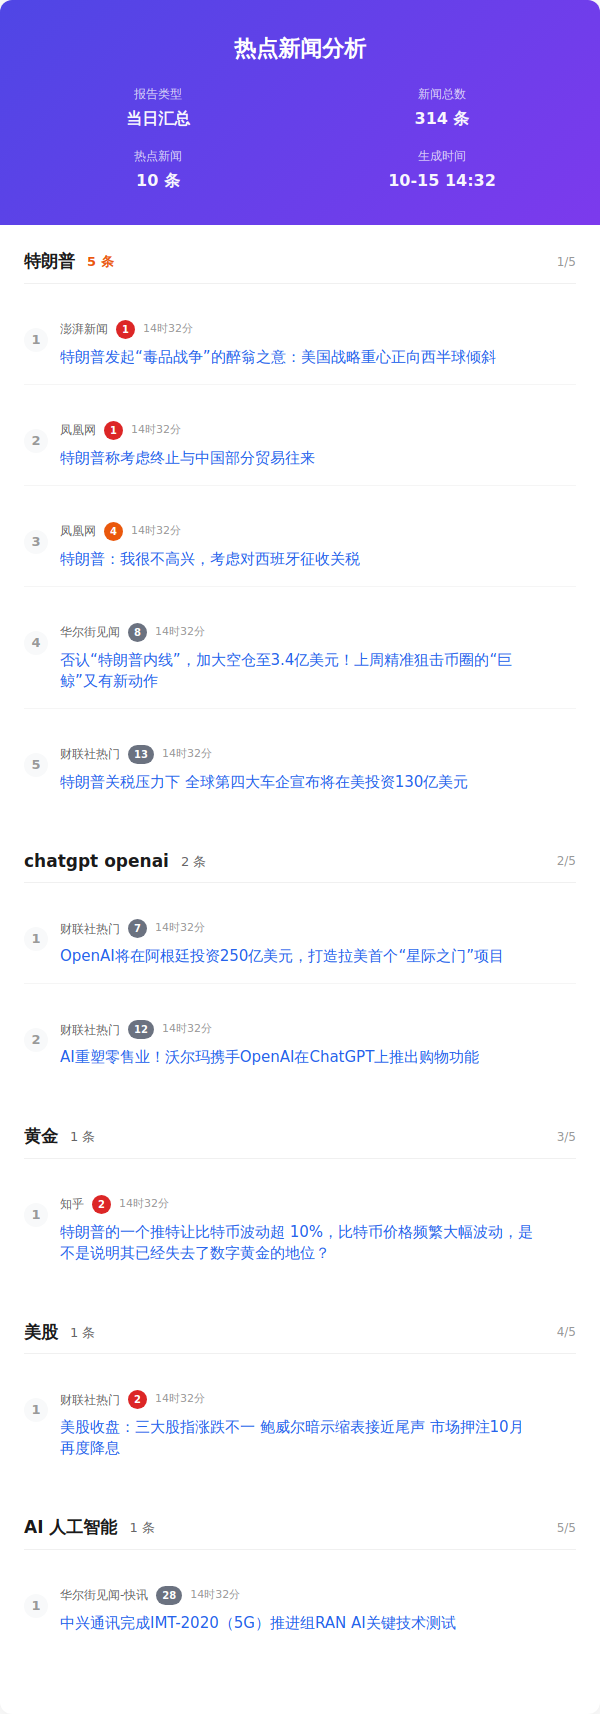 热点新闻分析
报告类型
新闻总数
当日汇总
314 条
热点新闻
生成时间
10 条
10-15 14:32
特朗普 5 条 1/5
1 澎湃新闻 1 14时32分
特朗普发起“毒品战争”的醉翁之意：美国战略重心正向西半球倾斜
2 凤凰网 1 14时32分
特朗普称考虑终止与中国部分贸易往来
3 凤凰网 4 14时32分
特朗普：我很不高兴，考虑对西班牙征收关税
4 华尔街见闻 8 14时32分
否认“特朗普内线”，加大空仓至3.4亿美元！上周精准狙击币圈的“巨
鲸”又有新动作
5 财联社热门 13 14时32分
特朗普关税压力下 全球第四大车企宣布将在美投资130亿美元
chatgpt openai 2 条 2/5
1 财联社热门 7 14时32分
OpenAI将在阿根廷投资250亿美元，打造拉美首个“星际之门”项目
2 财联社热门 12 14时32分
AI重塑零售业！沃尔玛携手OpenAI在ChatGPT上推出购物功能
黄金 1 条 3/5
1 知乎 2 14时32分
特朗普的一个推特让比特币波动超 10%，比特币价格频繁大幅波动，是
不是说明其已经失去了数字黄金的地位？
美股 1 条 4/5
1 财联社热门 2 14时32分
美股收盘：三大股指涨跌不一 鲍威尔暗示缩表接近尾声 市场押注10月
再度降息
AI 人工智能 1 条 5/5
1 华尔街见闻-快讯 28 14时32分
中兴通讯完成IMT-2020（5G）推进组RAN AI关键技术测试